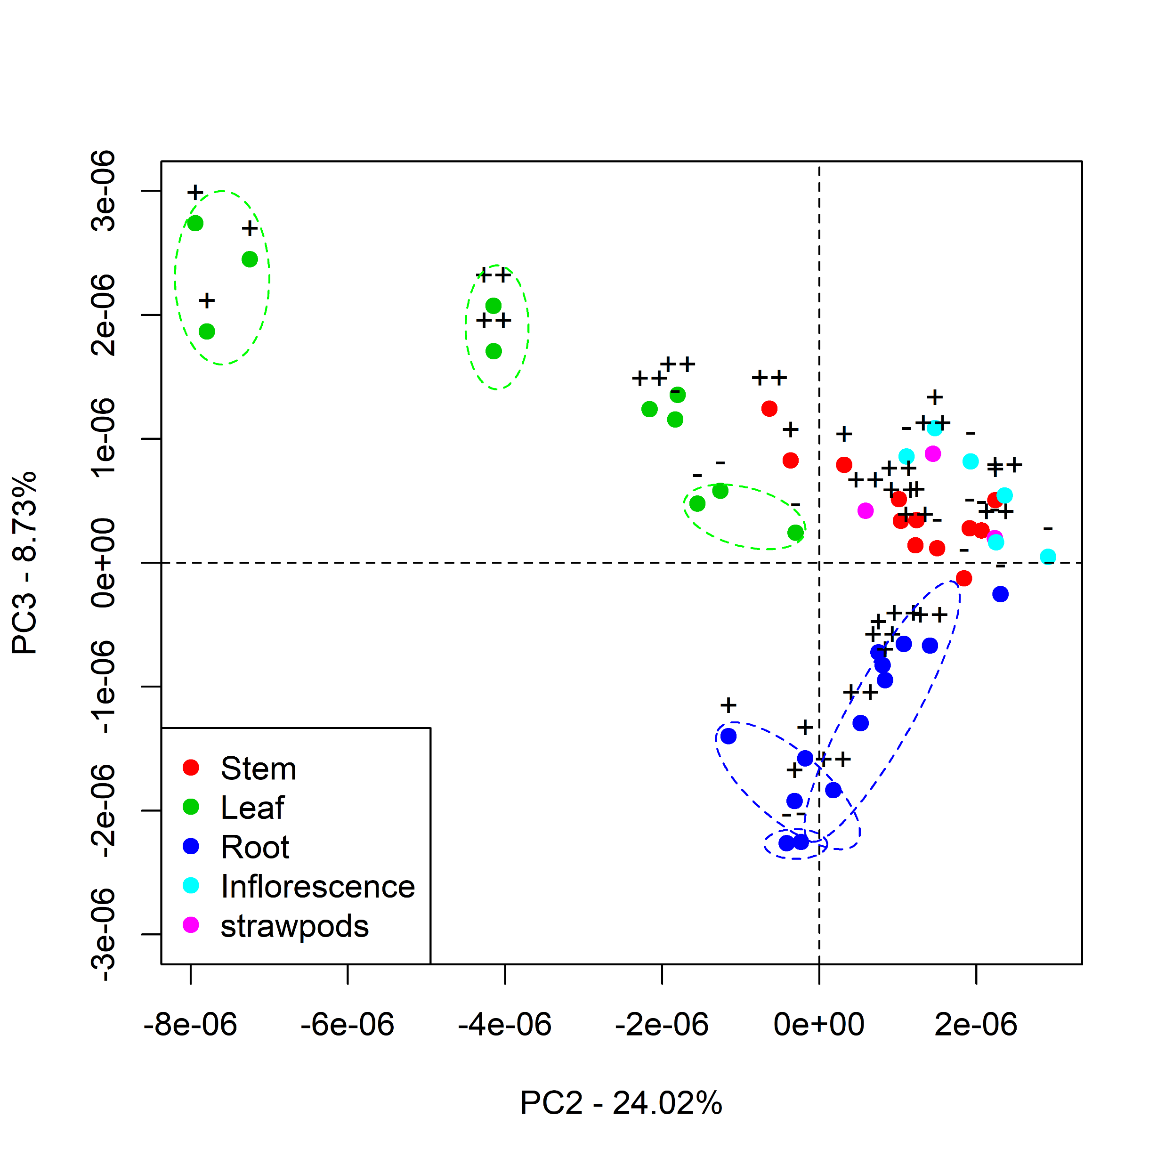 3e-06
2e-06
1e-06
0e+00
-1e-06
-2e-06
-3e-06
PC3 - 8.73%
Stem
Leaf
Root
Inflorescence
strawpods
-8e-06 -6e-06 -4e-06 -2e-06 0e+00 2e-06
PC2 - 24.02%